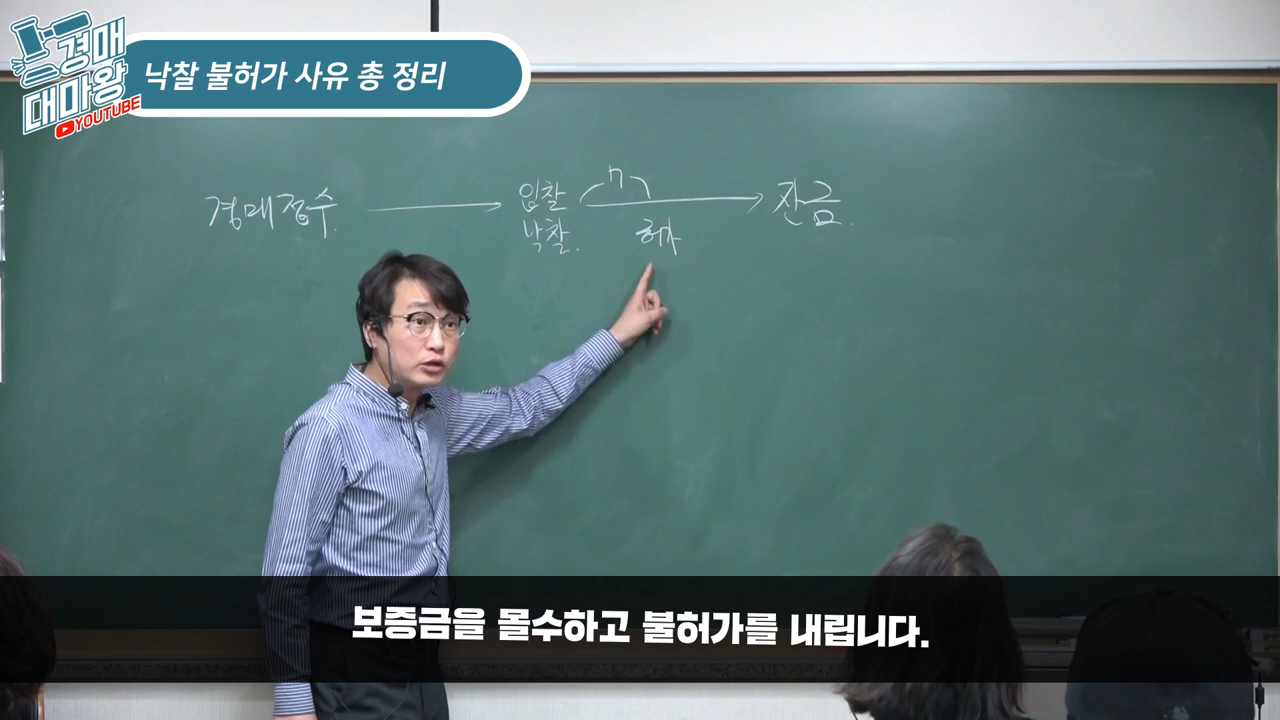 경매
대마왕
YOUTUBE
낙찰 불허가 사유 총 정리
경매접수.
입찰
낙찰.
7
허가
잔금.
보증금을 몰수하고 불허가를 내립니다.